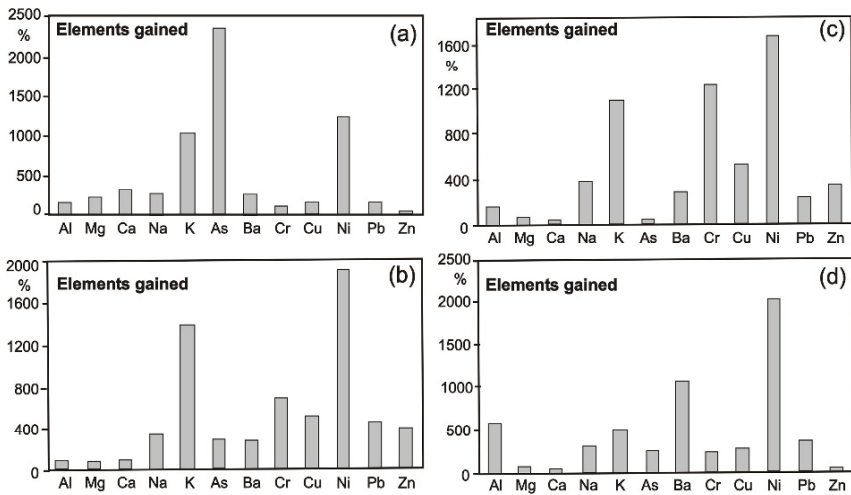 2500
%
Elements gained
(a)
2000
1500
1000
500
0
Al Mg Ca Na K As Ba Cr Cu Ni Pb Zn
Elements gained
(c)
1600
%
1200
800
400
0
Al Mg Ca Na K As Ba Cr Cu Ni Pb Zn
2000
%
Elements gained
(b)
1600
1200
800
400
0
Al Mg Ca Na K As Ba Cr Cu Ni Pb Zn
2500
%
Elements gained
(d)
2000
1500
1000
500
0
Al Mg Ca Na K As Ba Cr Cu Ni Pb Zn